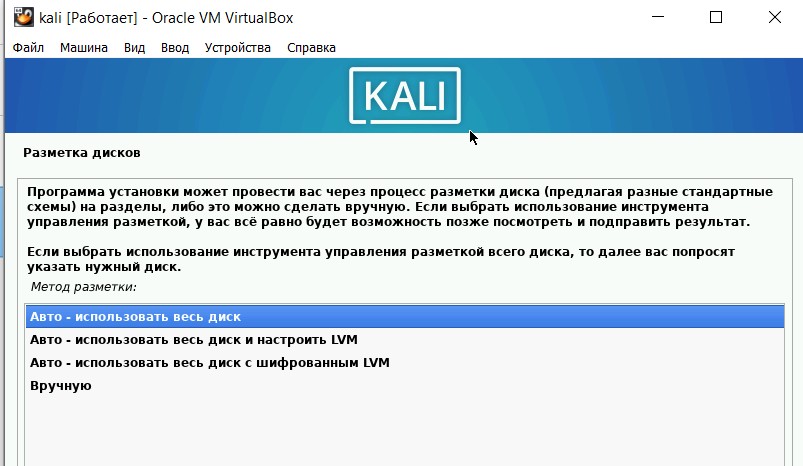 kali [Работает] - Oracle VM VirtualBox
Файл Машина Вид Ввод Устройства Справка
KALI
Разметка дисков
Программа установки может провести вас через процесс разметки диска (предлагая разные стандартные
схемы) на разделы, либо это можно сделать вручную. Если выбрать использование инструмента
управления разметкой, у вас всё равно будет возможность позже посмотреть и подправить результат.
Если выбрать использование инструмента управления разметкой всего диска, то далее вас попросят
указать нужный диск.
Метод разметки:
Авто - использовать весь диск
Авто - использовать весь диск и настроить LVM
Авто - использовать весь диск с шифрованным LVM
Вручную